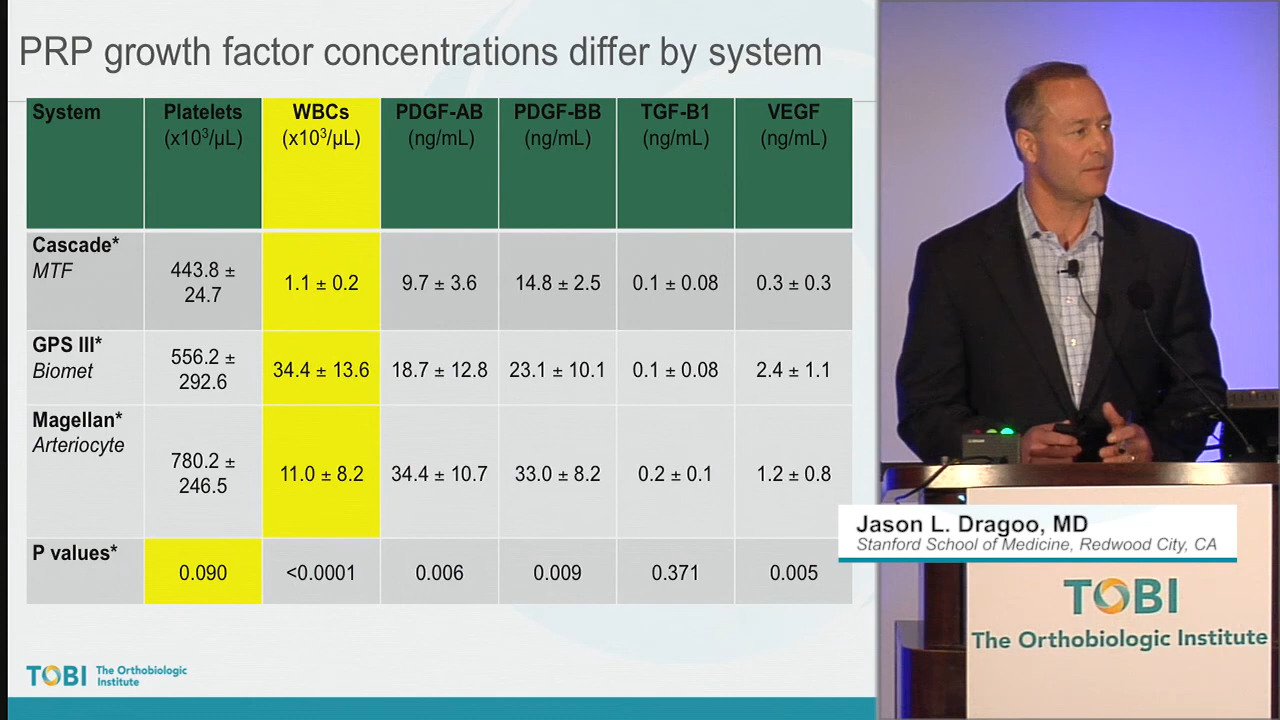 PRP growth factor concentrations differ by system
System Platelets WBCs PDGF-AB PDGF-BB TGF-B1 VEGF
(x10³/µL) (x10³/µL) (ng/mL) (ng/mL) (ng/mL) (ng/mL)
Cascade*
MTF
443.8 ±
24.7
1.1 ± 0.2 9.7 ± 3.6 14.8 ± 2.5 0.1 ± 0.08 0.3 ± 0.3
GPS III*
Biomet
556.2 ±
292.6
34.4 ± 13.6 18.7 ± 12.8 23.1 ± 10.1 0.1 ± 0.08 2.4 ± 1.1
Magellan*
Arteriocyte
780.2 ±
246.5
11.0 ± 8.2 34.4 ± 10.7 33.0 ± 8.2 0.2 ± 0.1 1.2 ± 0.8
P values*
0.090 <0.0001 0.006 0.009 0.371 0.005
TOBI The Orthobiologic
Institute
Jason L. Dragoo, MD
Stanford School of Medicine, Redwood City, CA
TOBI
The Orthobiologic Institute